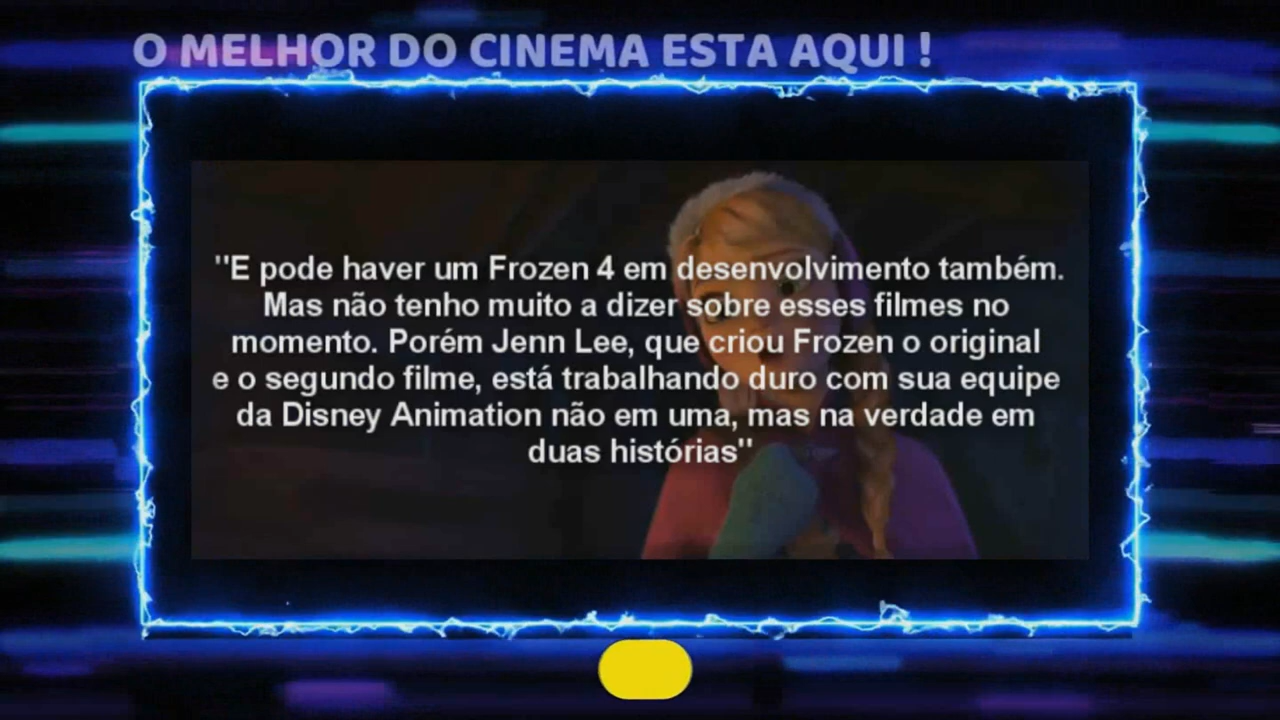 O MELHOR DO CINEMA ESTA AQUI !
"E pode haver um Frozen 4 em desenvolvimento também.
Mas não tenho muito a dizer sobre esses filmes no
momento. Porém Jenn Lee, que criou Frozen o original
e o segundo filme, está trabalhando duro com sua equipe
da Disney Animation não em uma, mas na verdade em
duas histórias"